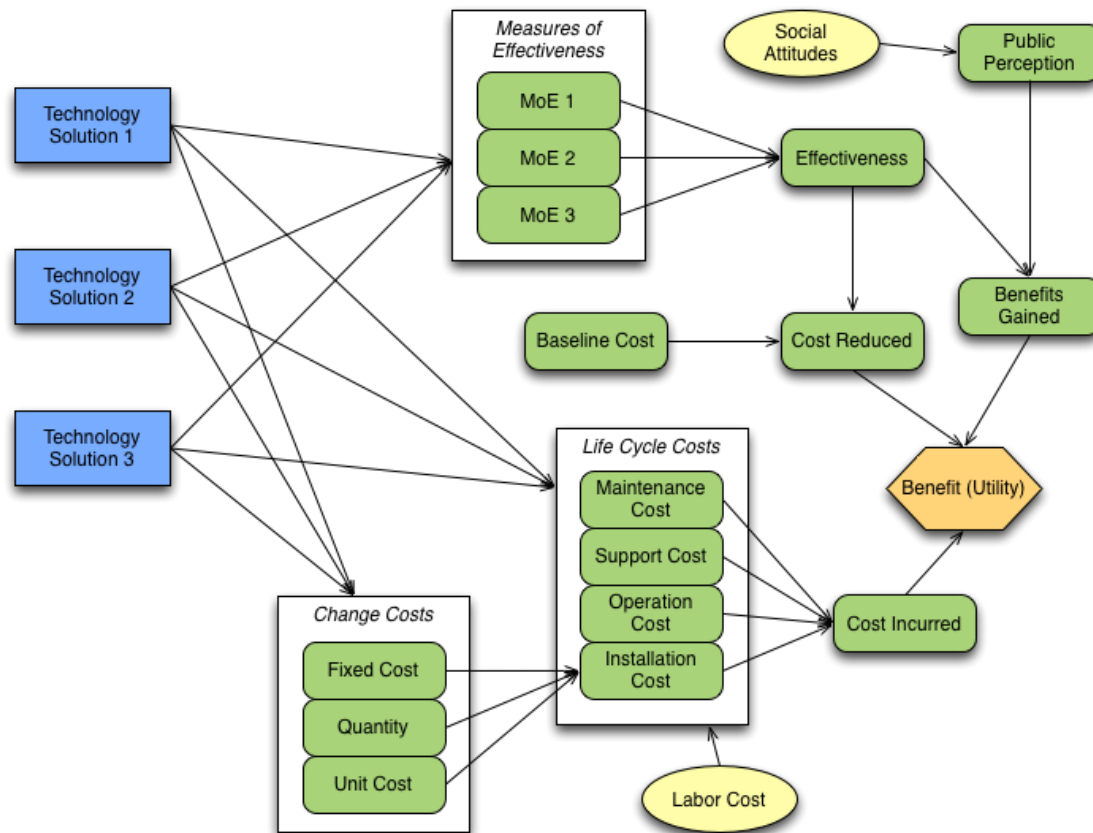 Measures of
Effectiveness
MoE 1
MoE 2
MoE 3
Social
Attitudes
Public
Perception
Technology
Solution 1
Effectiveness
Technology
Solution 2
Benefits
Gained
Baseline Cost
Cost Reduced
Technology
Solution 3
Life Cycle Costs
Maintenance
Cost
Support Cost
Operation
Cost
Installation
Cost
Benefit (Utility)
Cost Incurred
Change Costs
Fixed Cost
Quantity
Unit Cost
Labor Cost